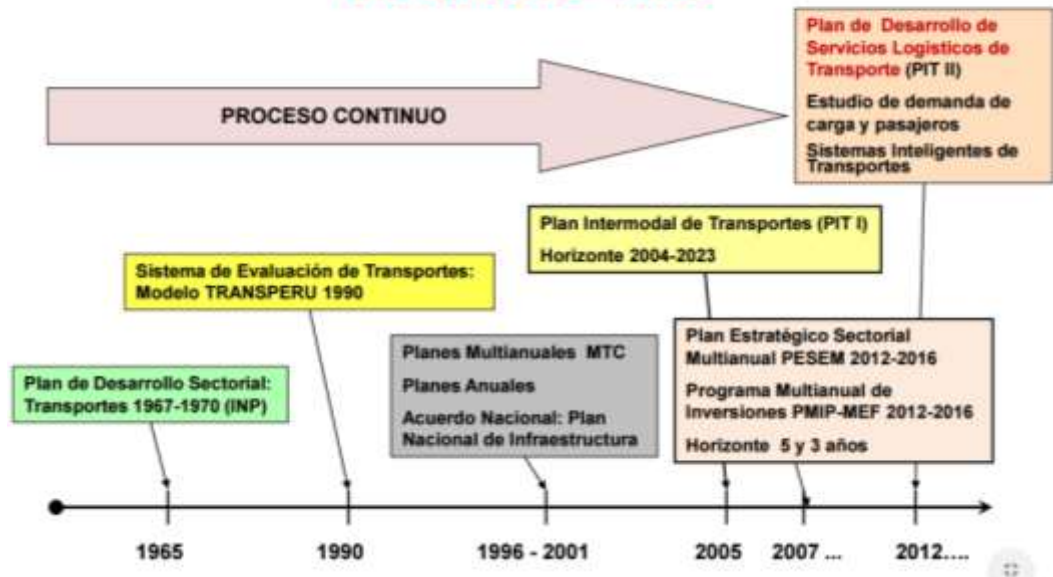 Plan de Desarrollo de
Servicios Logísticos de
Transporte (PIT II)
Estudio de demanda de
carga y pasajeros
Sistemas Inteligentes de
Transportes
PROCESO CONTINUO
Plan Intermodal de Transportes (PIT I)
Horizonte 2004-2023
Sistema de Evaluación de Transportes:
Modelo TRANSPERU 1990
Planes Multianuales MTC
Planes Anuales
Acuerdo Nacional: Plan
Nacional de Infraestructura
Plan Estratégico Sectorial
Multianual PESEM 2012-2016
Programa Multianual de
Inversiones PMIP-MEF 2012-2016
Horizonte 5 y 3 años
Plan de Desarrollo Sectorial:
Transportes 1967-1970 (INP)
1965
1990
1996 - 2001
2005
2007 ...
2012....